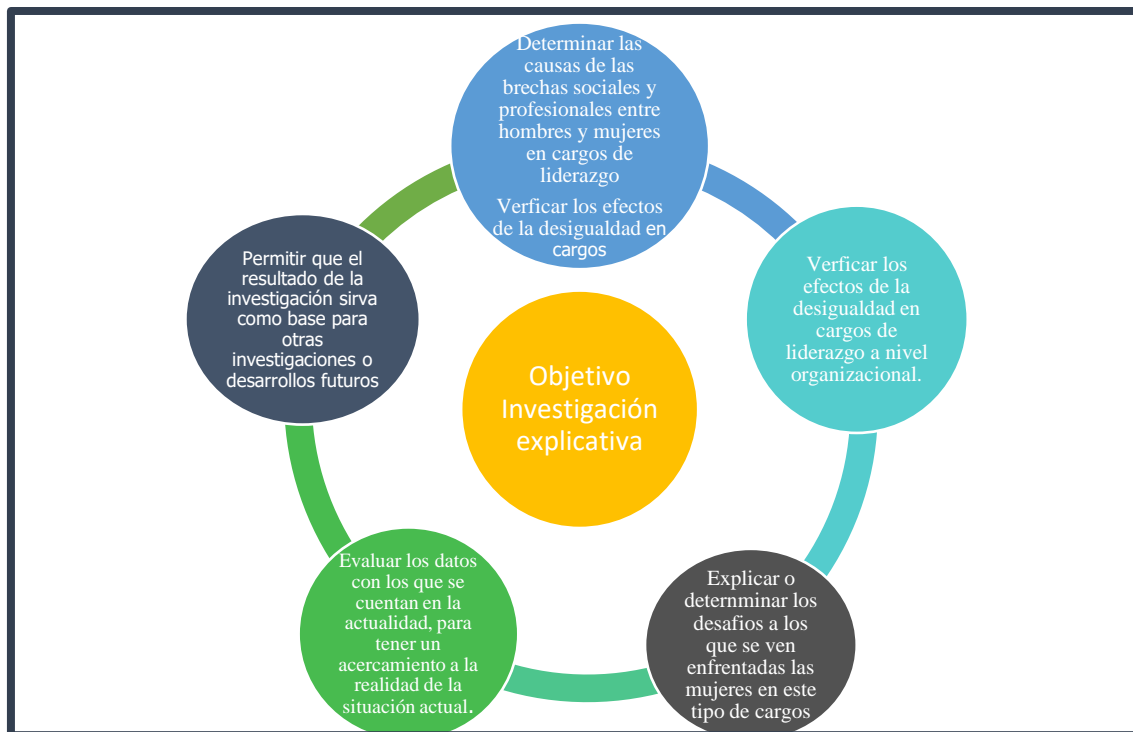 Determinar las
causas de las
brechas sociales y
profesionales entre
hombres y mujeres
en cargos de
liderazgo
Verficar los efectos
de la desigualdad en
cargos
Verficar los
efectos de la
desigualdad en
cargos de
liderazgo a nivel
organizacional.
Explicar o
deternminar los
desafios a los
que se ven
enfrentadas las
mujeres en este
tipo de cargos
Evaluar los datos
con los que se
cuentan en la
actualidad, para
tener un
acercamiento a la
realidad de la
situación actual.
Permitir que el
resultado de la
investigación sirva
como base para
otras
investigaciones o
desarrollos futuros
Objetivo
Investigación
explicativa